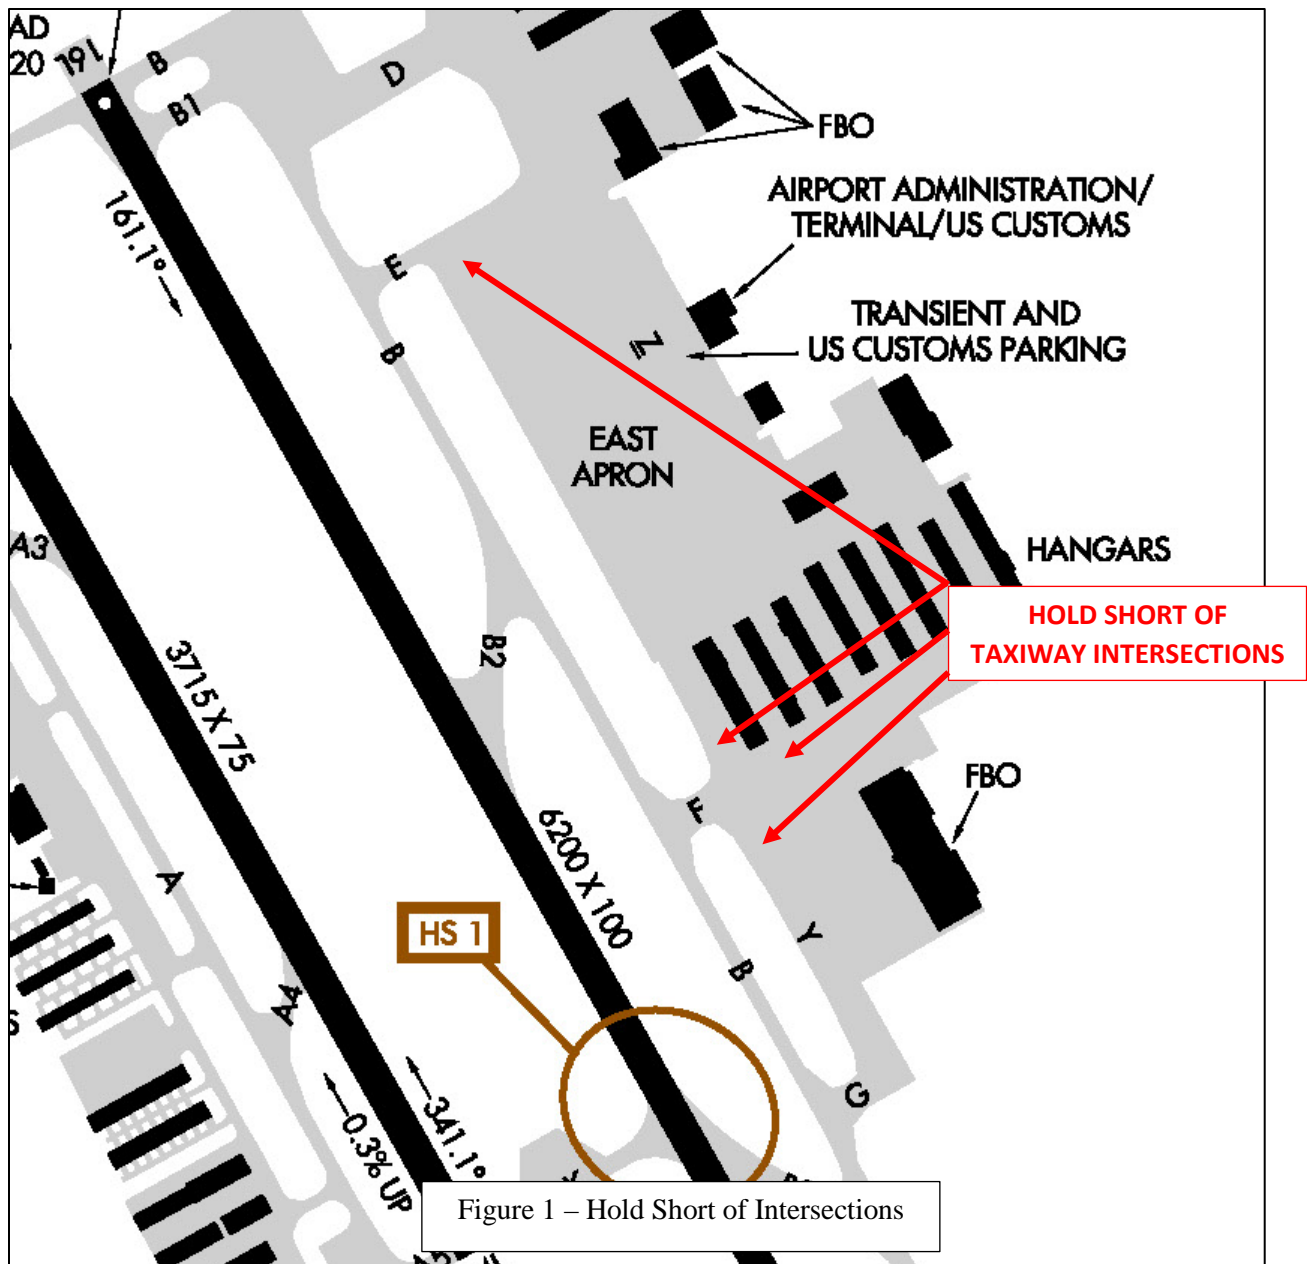 AD
20
16L
B
B1
D
FBO
AIRPORT ADMINISTRATION/
TERMINAL/US CUSTOMS
161.1°
E
Z
TRANSIENT AND
US CUSTOMS PARKING
B
EAST
APRON
A3
HANGARS
HOLD SHORT OF
TAXIWAY INTERSECTIONS
B2
3715 X 75
FBO
F
6200 X 100
A
HS 1
Y
B
A4
G
341.1°
0.3% UP
Figure 1 – Hold Short of Intersections